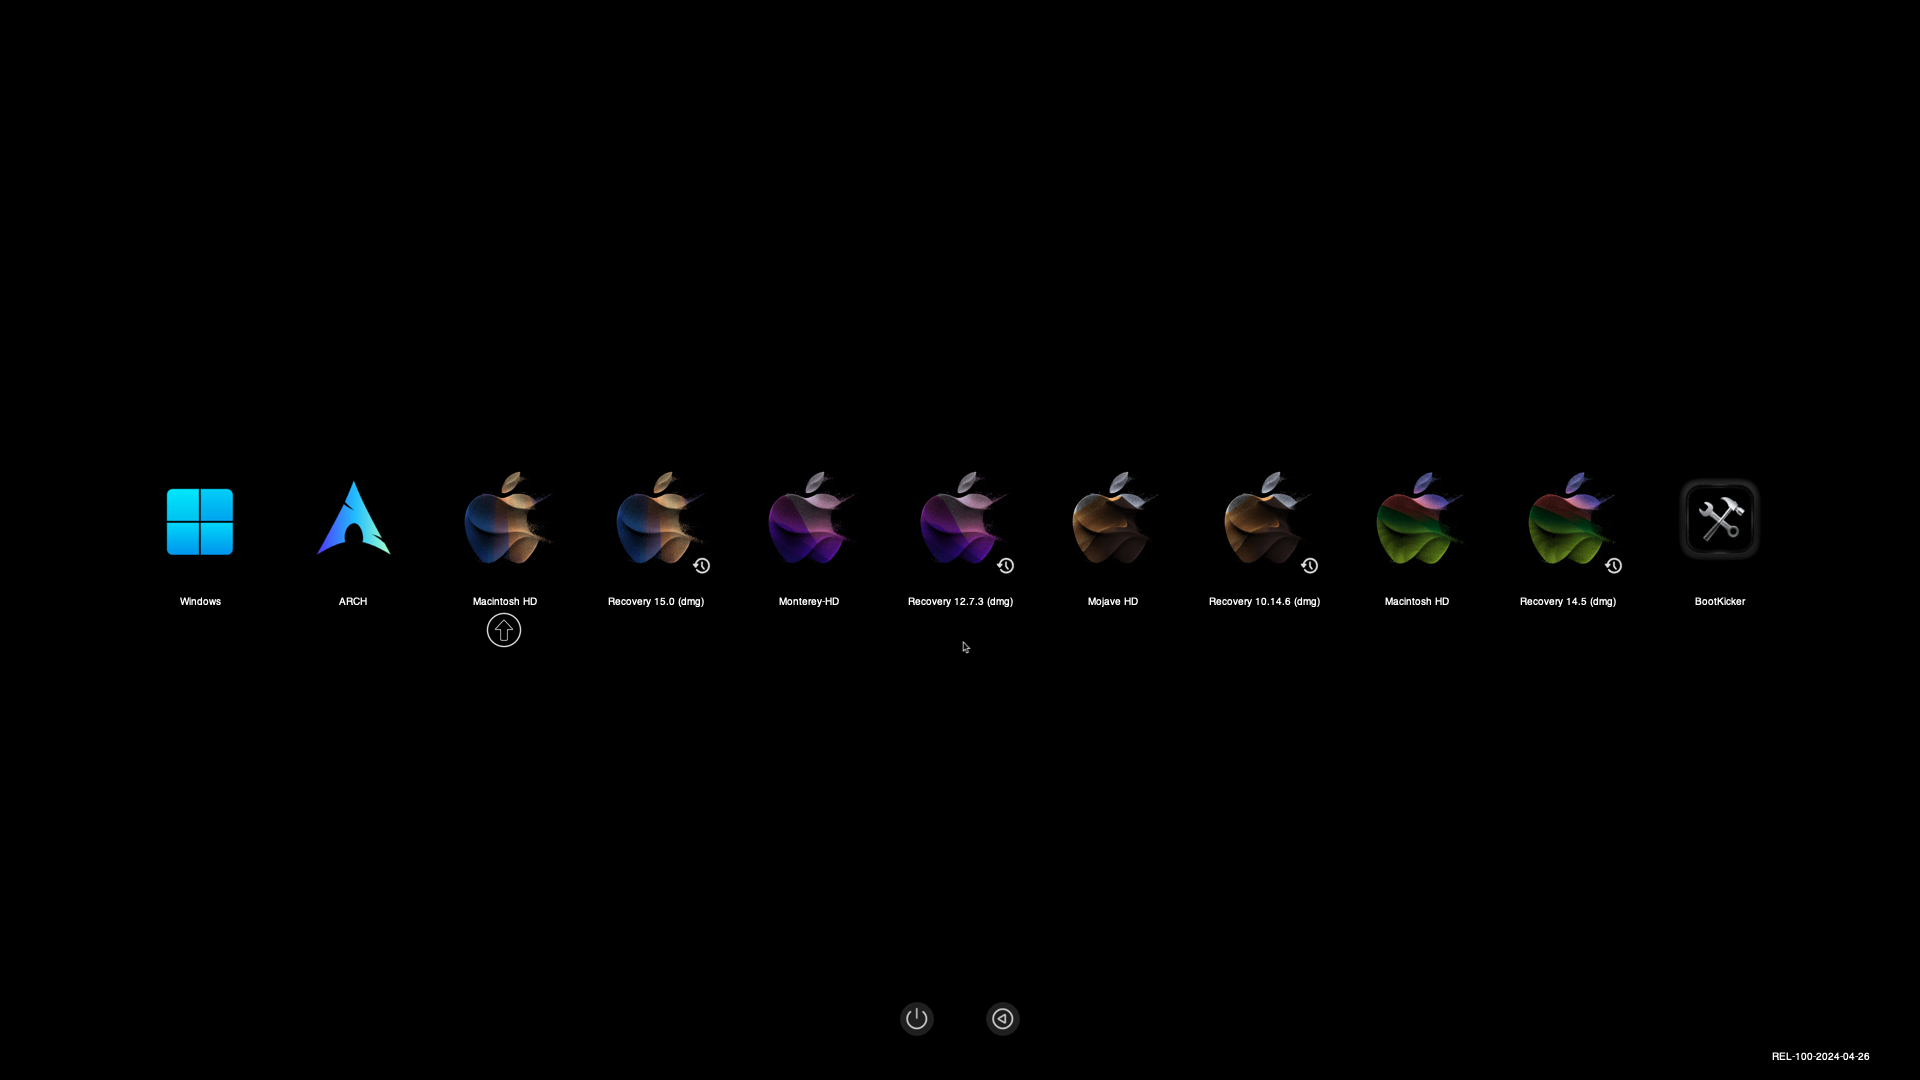 Windows
ARCH
Macintosh HD
Recovery 15.0 (dmg)
Monterey-HD
Recovery 12.7.3 (dmg)
Mojave HD
Recovery 10.14.6 (dmg)
Macintosh HD
Recovery 14.5 (dmg)
BootKicker
REL-100-2024-04-26